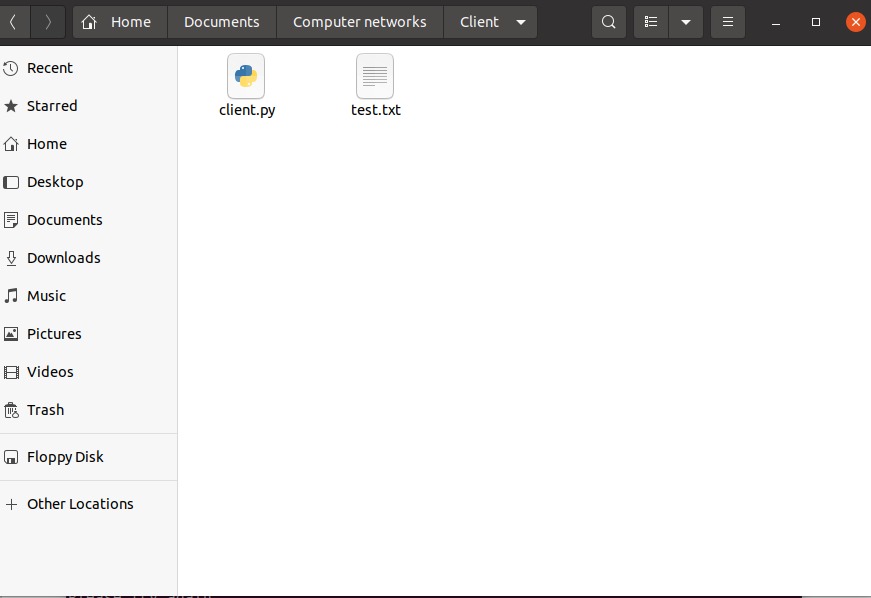 Home Documents Computer networks Client
Recent
Starred
Home
Desktop
Documents
Downloads
Music
Pictures
Videos
Trash
Floppy Disk
Other Locations
client.py test.txt